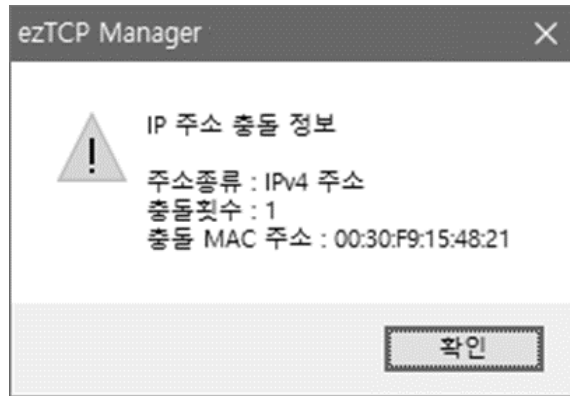 ezTCP Manager
IP 주소 충돌 정보
주소종류 : IPv4 주소
충돌횟수 : 1
충돌 MAC 주소 : 00:30:F9:15:48:21
확인